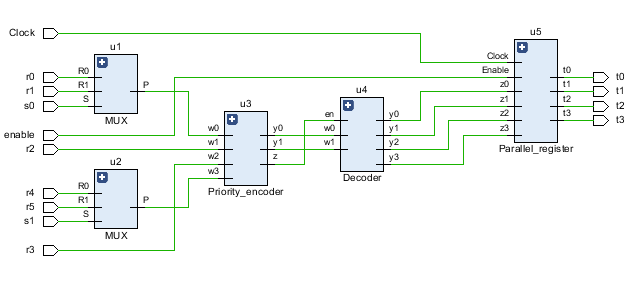 Clock
r0
r1
s0
enable
r2
r4
r5
s1
r3
u1
R0
R1
S
P
MUX
u2
R0
R1
S
P
MUX
u3
w0
w1
w2
w3
y0
y1
z
Priority_encoder
u4
en
w0
w1
y0
y1
y2
y3
Decoder
u5
Clock
Enable
z0
z1
z2
z3
t0
t1
t2
t3
Parallel_register
t0
t1
t2
t3